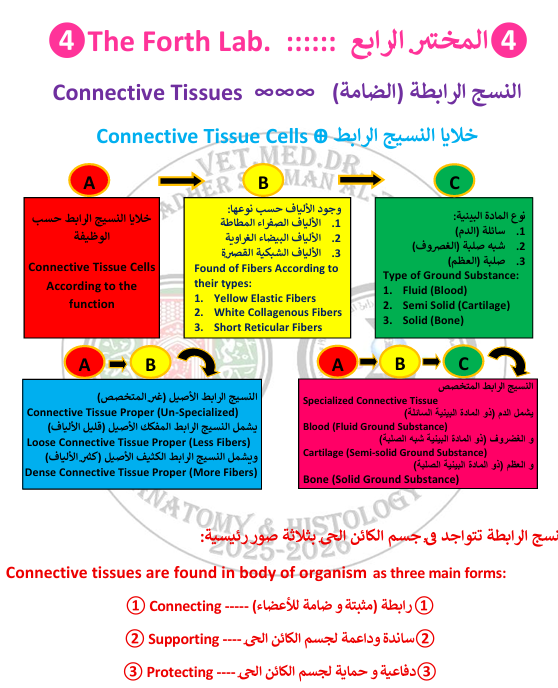 4 The Forth Lab. :::::: المختبر الرابع 4
Connective Tissues ∞∞∞ النسج الرابطة (الضامة)
Connective Tissue Cells ⊕ خلايا النسيج الرابط
A
B
C
خلايا النسيج الرابط حسب
الوظيفة
Connective Tissue Cells
According to the
function
وجود الألياف حسب نوعها:
1. الألياف الصفراء المطاطة
2. الألياف البيضاء الغراوية
3. الألياف الشبكية القصيرة
Found of Fibers According to
their types:
1. Yellow Elastic Fibers
2. White Collagenous Fibers
3. Short Reticular Fibers
نوع المادة البينية:
1. سائلة (الدم)
2. شبه صلبة (الغضروف)
3. صلبة (العظم)
Type of Ground Substance:
1. Fluid (Blood)
2. Semi Solid (Cartilage)
3. Solid (Bone)
A
B
النسيج الرابط الأصيل (غير المتخصص)
Connective Tissue Proper (Un-Specialized)
يشمل النسيج الرابط المفكك الأصيل (قليل الألياف)
Loose Connective Tissue Proper (Less Fibers)
ويشمل النسيج الرابط الكثيف الأصيل (كثير الألياف)
Dense Connective Tissue Proper (More Fibers)
A
B
C
النسيج الرابط المتخصص
Specialized Connective Tissue
يشمل الدم (ذو المادة البينية السائلة)
Blood (Fluid Ground Substance)
و الغضروف (ذو المادة البينية شبه الصلبة)
Cartilage (Semi-solid Ground Substance)
و العظم (ذو المادة البينية الصلبة)
Bone (Solid Ground Substance)
VET.MED.DR
ANATOMY & HISTOLOGY
2025-2026
نسج الرابطة تتواجد في جسم الكائن الحي بثلاثة صور رئيسية:
Connective tissues are found in body of organism as three main forms:
① Connecting ----- رابطة (مثبتة و ضامة للأعضاء) ①
② Supporting ---- ساندة وداعمة لجسم الكائن الحي ②
③ Protecting ---- دفاعية و حماية لجسم الكائن الحي ③